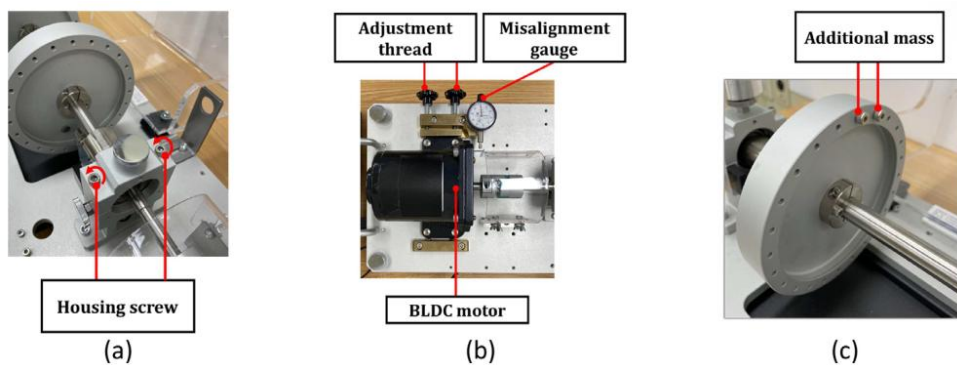 Adjustment
thread
Misalignment
gauge
Additional mass
Housing screw
BLDC motor
(a)
(b)
(c)